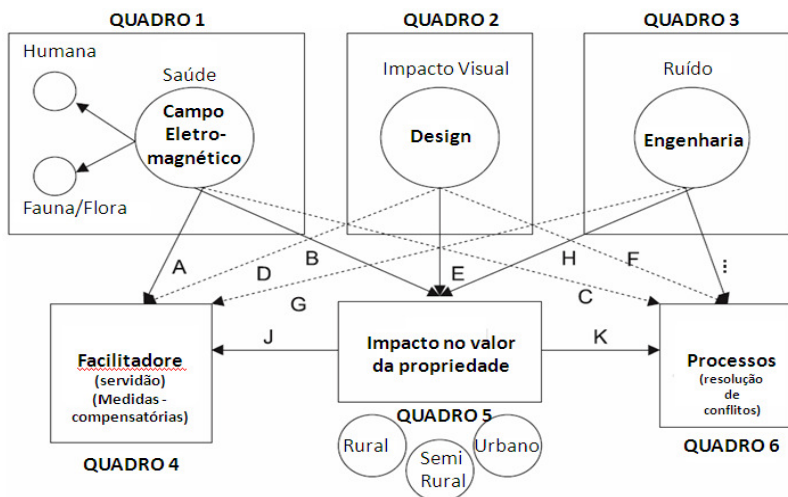 QUADRO 1
QUADRO 2
QUADRO 3
Humana
Saúde
Campo
Eletro-
magnético
Fauna/Flora
Impacto Visual
Design
Ruído
Engenharia
A
D
B
E
H
F
G
C
...
J
K
Facilitadore
(servidão)
(Medidas -
compensatórias)
QUADRO 4
Impacto no valor
da propriedade
QUADRO 5
Rural
Semi
Rural
Urbano
Processos
(resolução
de
conflitos)
QUADRO 6